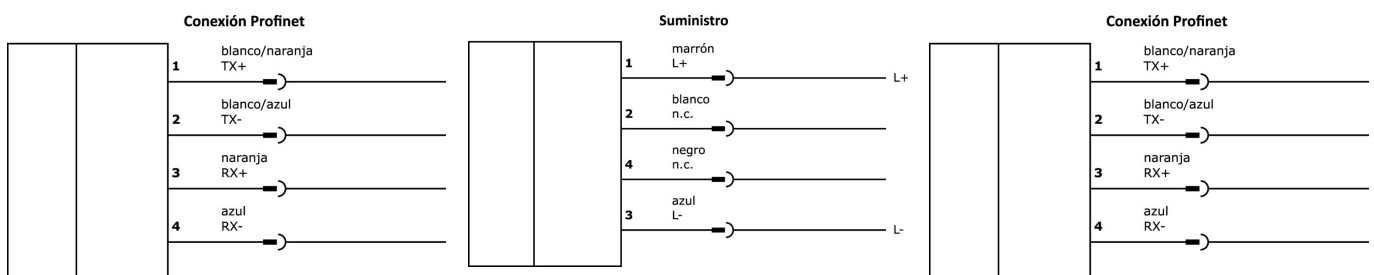 Conexión Profinet
blanco/naranja
1 TX+
blanco/azul
2 TX-
naranja
3 RX+
azul
4 RX-
Suministro
marrón
1 L+
L+
blanco
2 n.c.
negro
4 n.c.
azul
3 L-
L-
Conexión Profinet
blanco/naranja
1 TX+
blanco/azul
2 TX-
naranja
3 RX+
azul
4 RX-